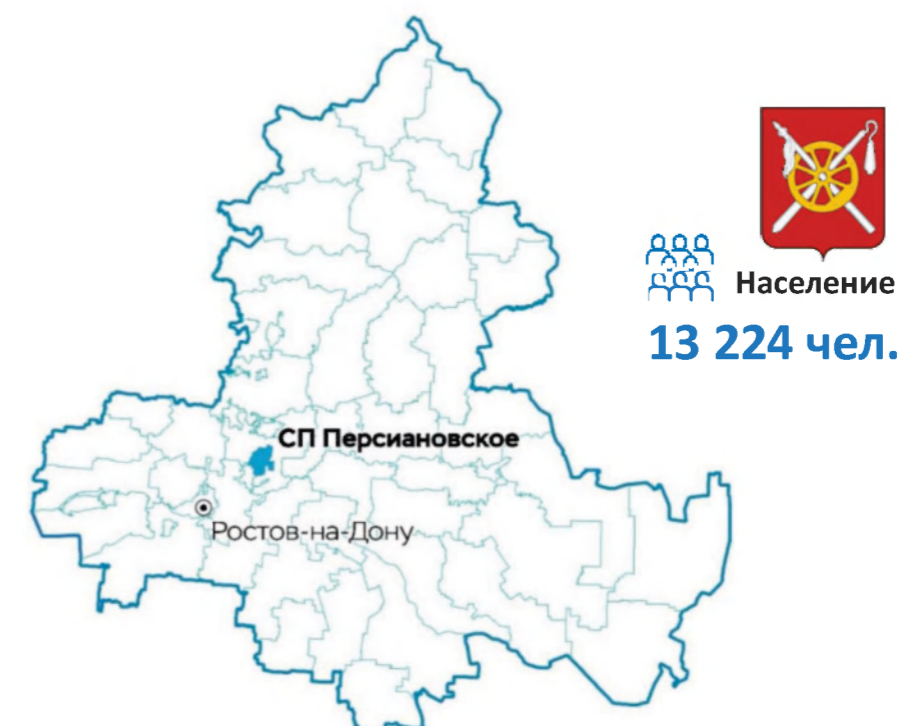 Население
13 224 чел.
СП Персиановское
Ростов-на-Дону